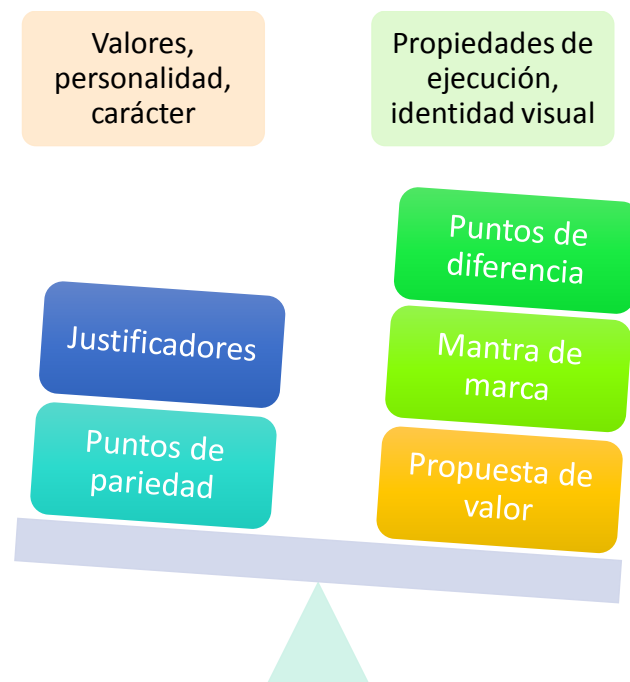 Valores,
personalidad,
carácter
Propiedades de
ejecución,
identidad visual
Puntos de
diferencia
Justificadores
Mantra de
marca
Puntos de
pariedad
Propuesta de
valor